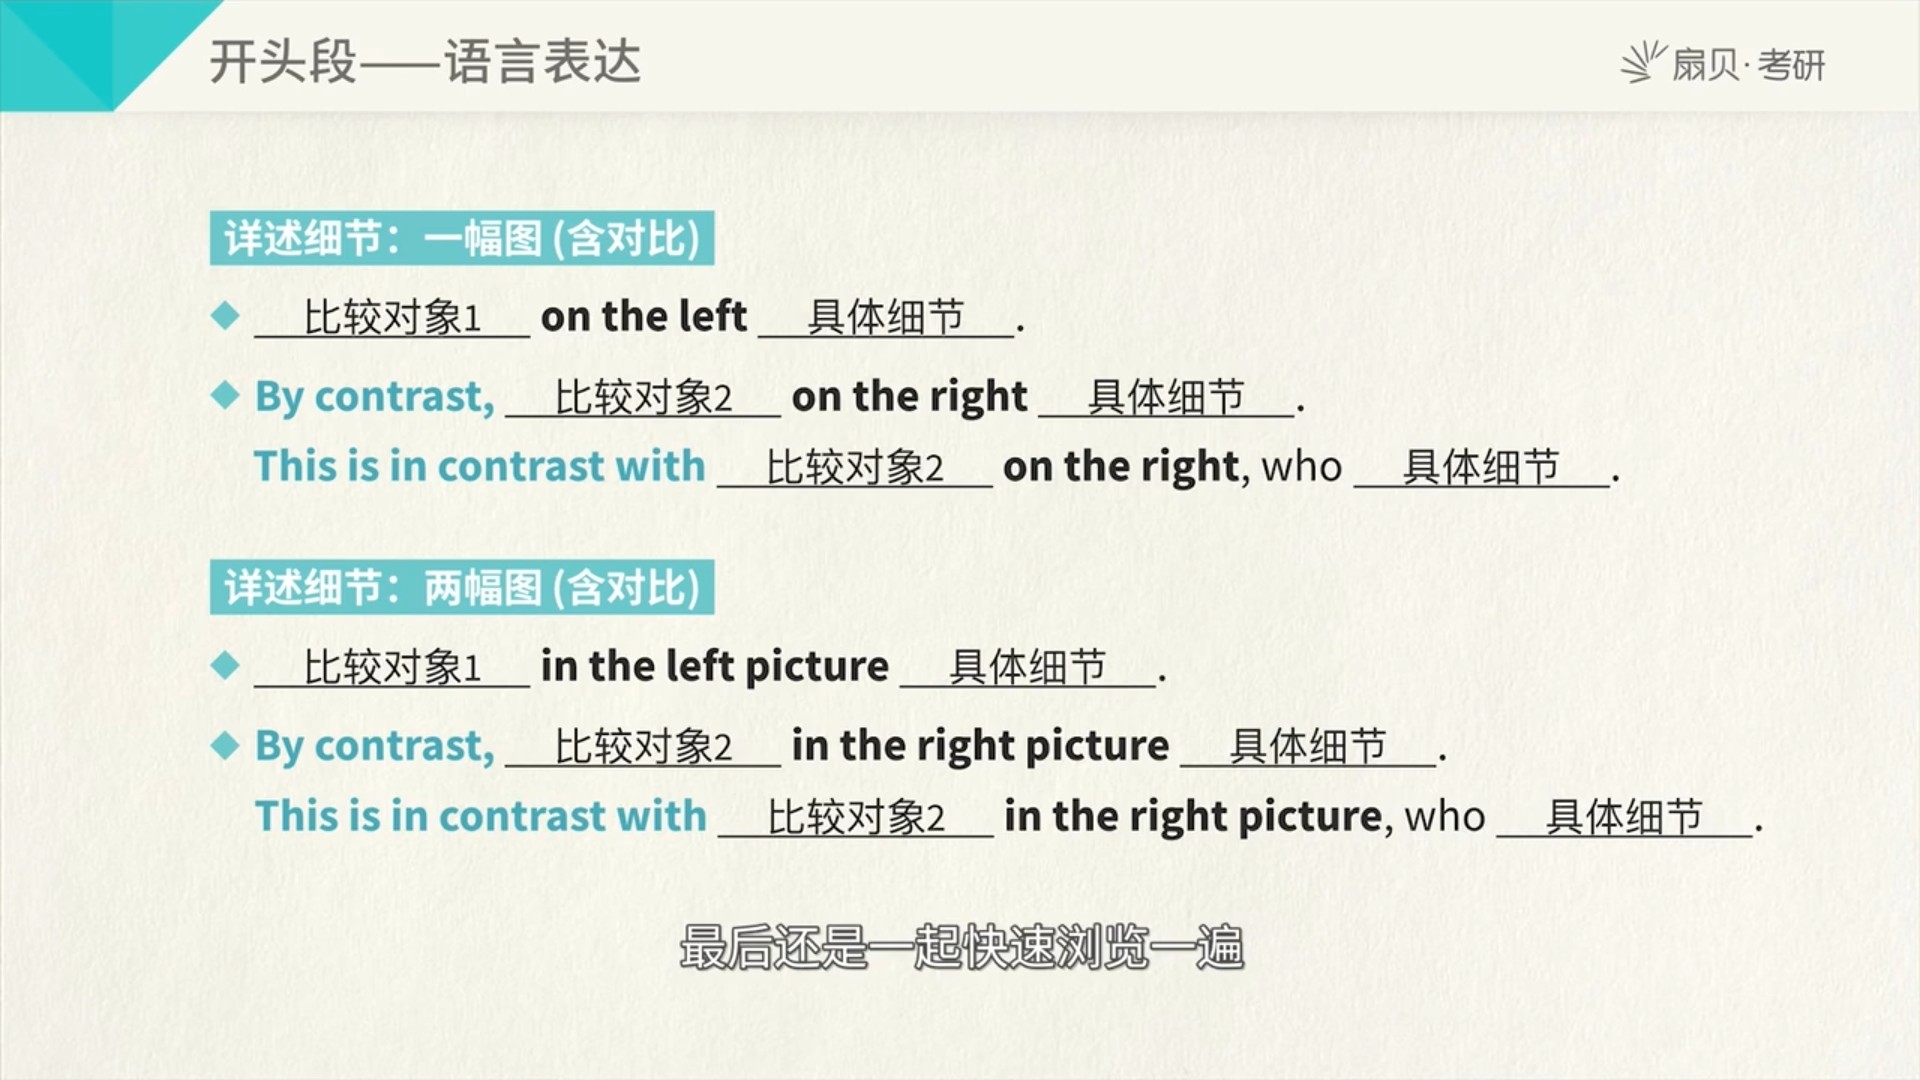 开头段——语言表达
扇贝·考研
详述细节：一幅图 (含对比)
比较对象1 on the left 具体细节.
By contrast, 比较对象2 on the right 具体细节.
This is in contrast with 比较对象2 on the right, who 具体细节.
详述细节：两幅图 (含对比)
比较对象1 in the left picture 具体细节.
By contrast, 比较对象2 in the right picture 具体细节.
This is in contrast with 比较对象2 in the right picture, who 具体细节.
最后还是一起快速浏览一遍